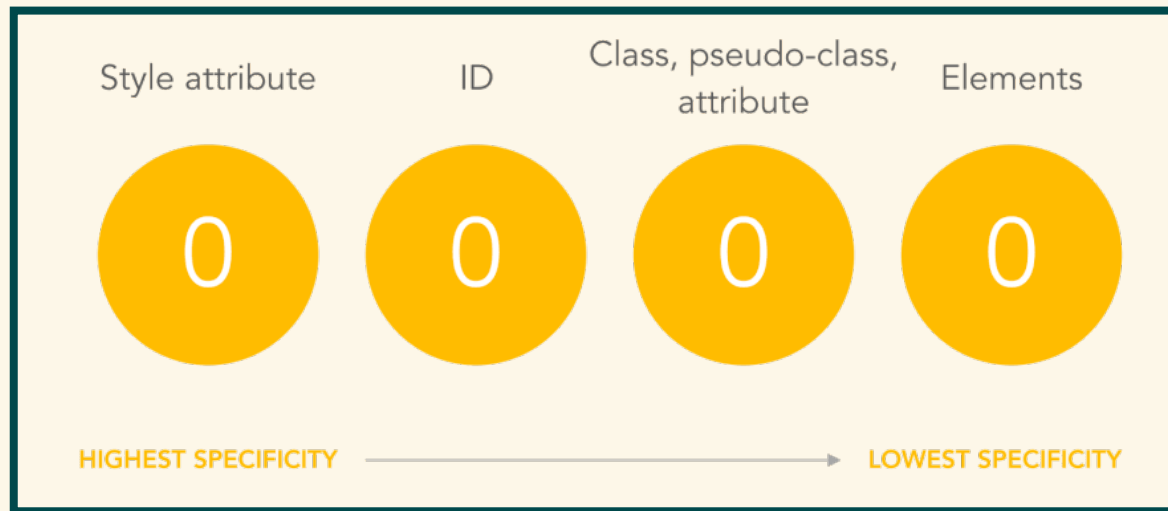 Style attribute
ID
Class, pseudo-class,
attribute
Elements
0
0
0
0
HIGHEST SPECIFICITY
LOWEST SPECIFICITY